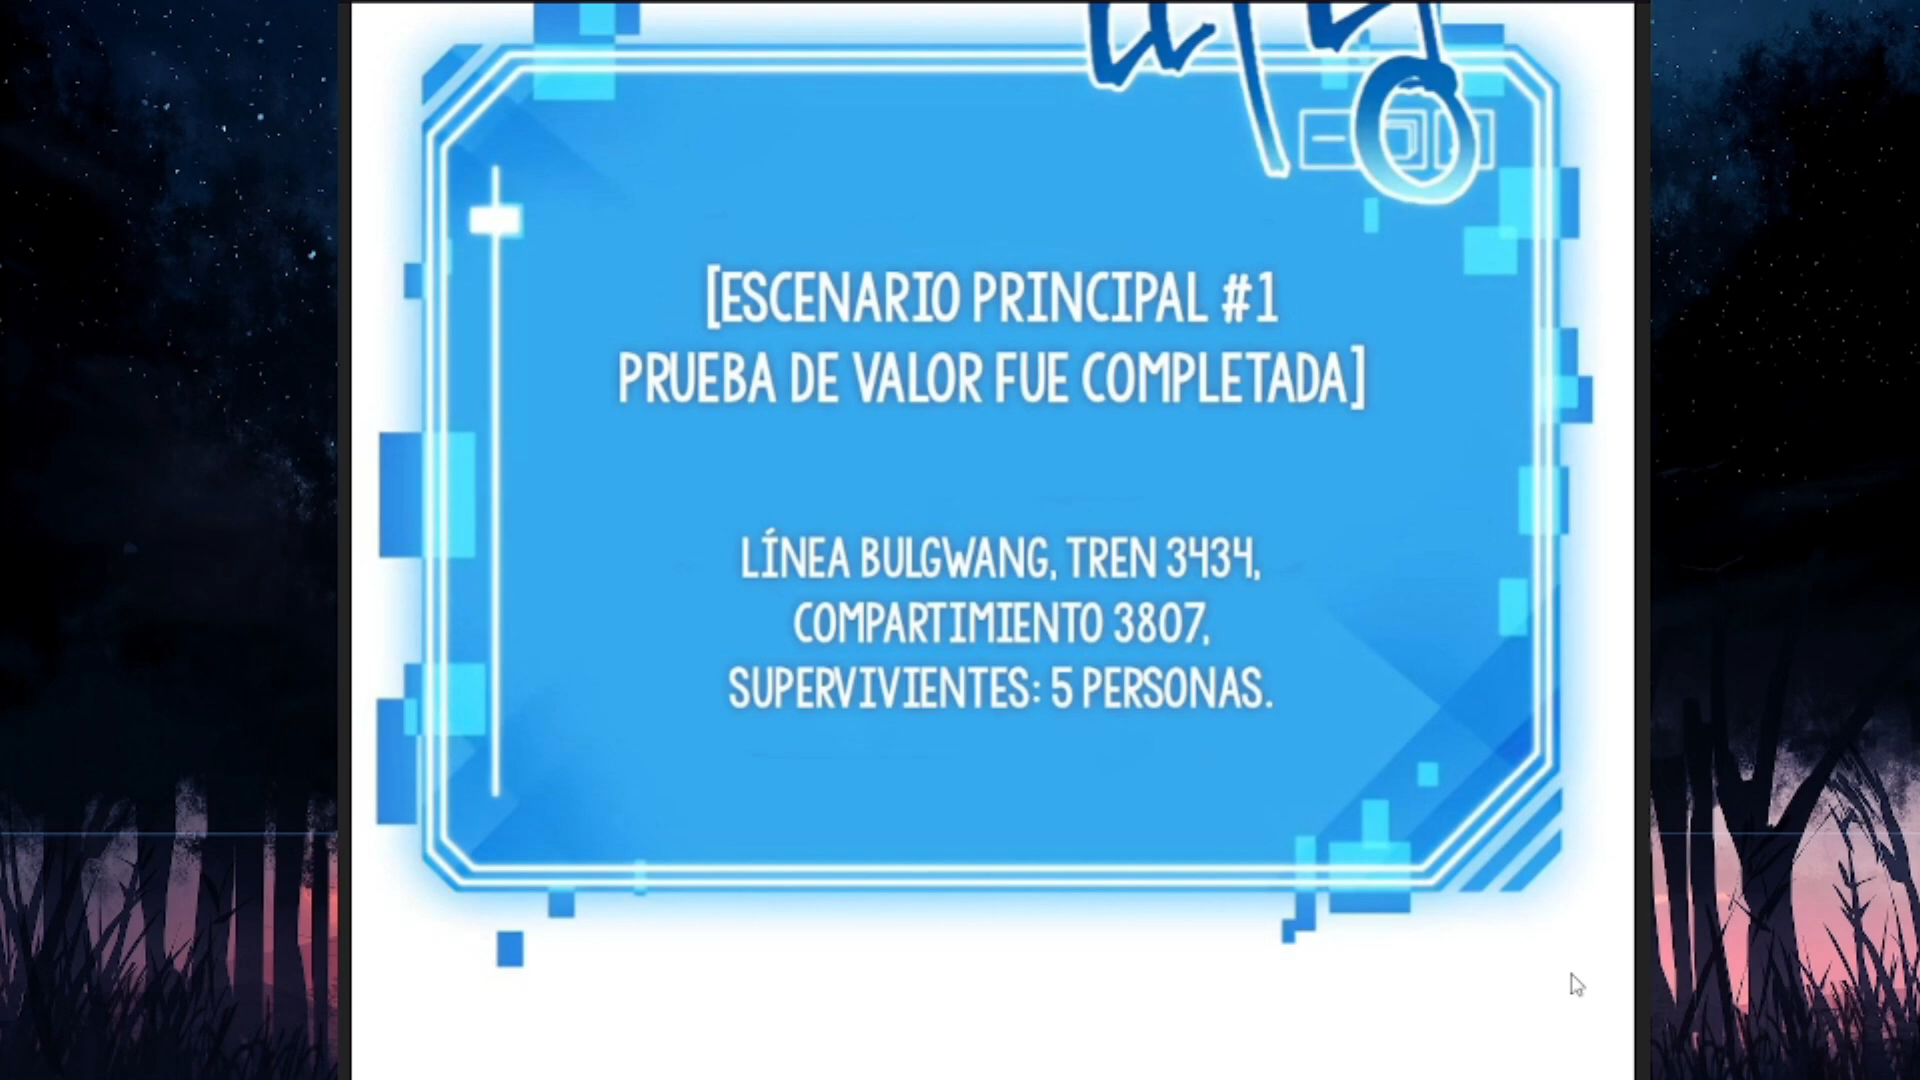 [ESCENARIO PRINCIPAL #1
PRUEBA DE VALOR FUE COMPLETADA]
LÍNEA BULGWANG, TREN 3434,
COMPARTIMIENTO 3807,
SUPERVIVIENTES: 5 PERSONAS.